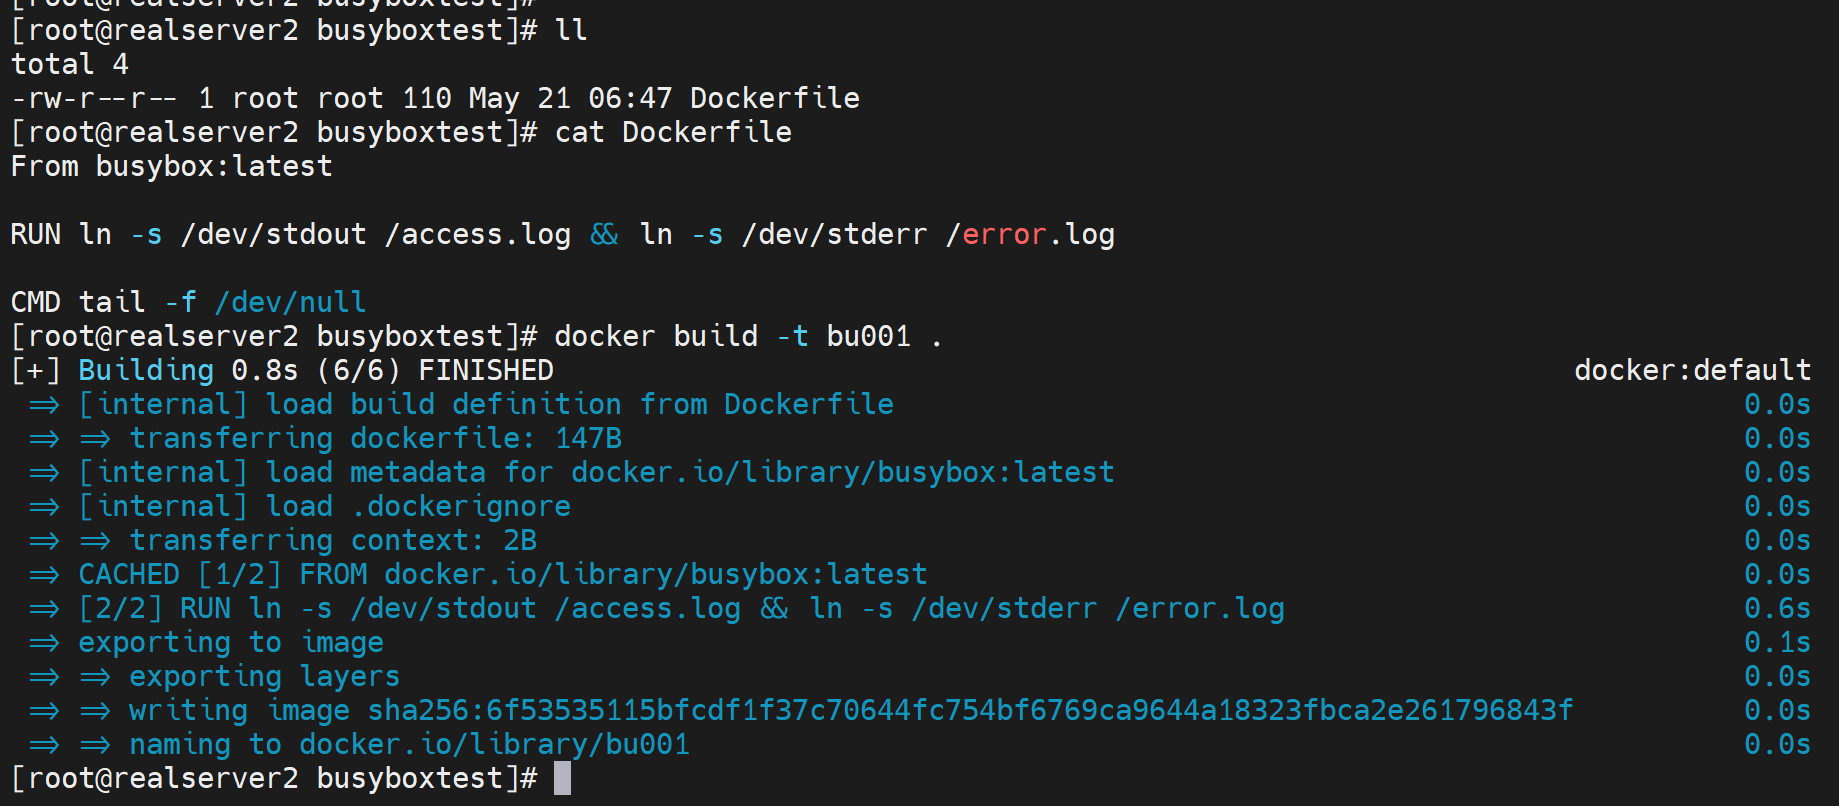 [root@realserver2 busyboxtest]#
[root@realserver2 busyboxtest]# ll
total 4
-rw-r--r-- 1 root root 110 May 21 06:47 Dockerfile
[root@realserver2 busyboxtest]# cat Dockerfile
From busybox:latest
RUN ln -s /dev/stdout /access.log && ln -s /dev/stderr /error.log
CMD tail -f /dev/null
[root@realserver2 busyboxtest]# docker build -t bu001 .
[+] Building 0.8s (6/6) FINISHED docker:default
=> [internal] load build definition from Dockerfile 0.0s
=> => transferring dockerfile: 147B 0.0s
=> [internal] load metadata for docker.io/library/busybox:latest 0.0s
=> [internal] load .dockerignore 0.0s
=> => transferring context: 2B 0.0s
=> CACHED [1/2] FROM docker.io/library/busybox:latest 0.0s
=> [2/2] RUN ln -s /dev/stdout /access.log && ln -s /dev/stderr /error.log 0.6s
=> exporting to image 0.1s
=> => exporting layers 0.0s
=> => writing image sha256:6f53535115bfcdf1f37c70644fc754bf6769ca9644a18323fbca2e261796843f 0.0s
=> => naming to docker.io/library/bu001 0.0s
[root@realserver2 busyboxtest]#